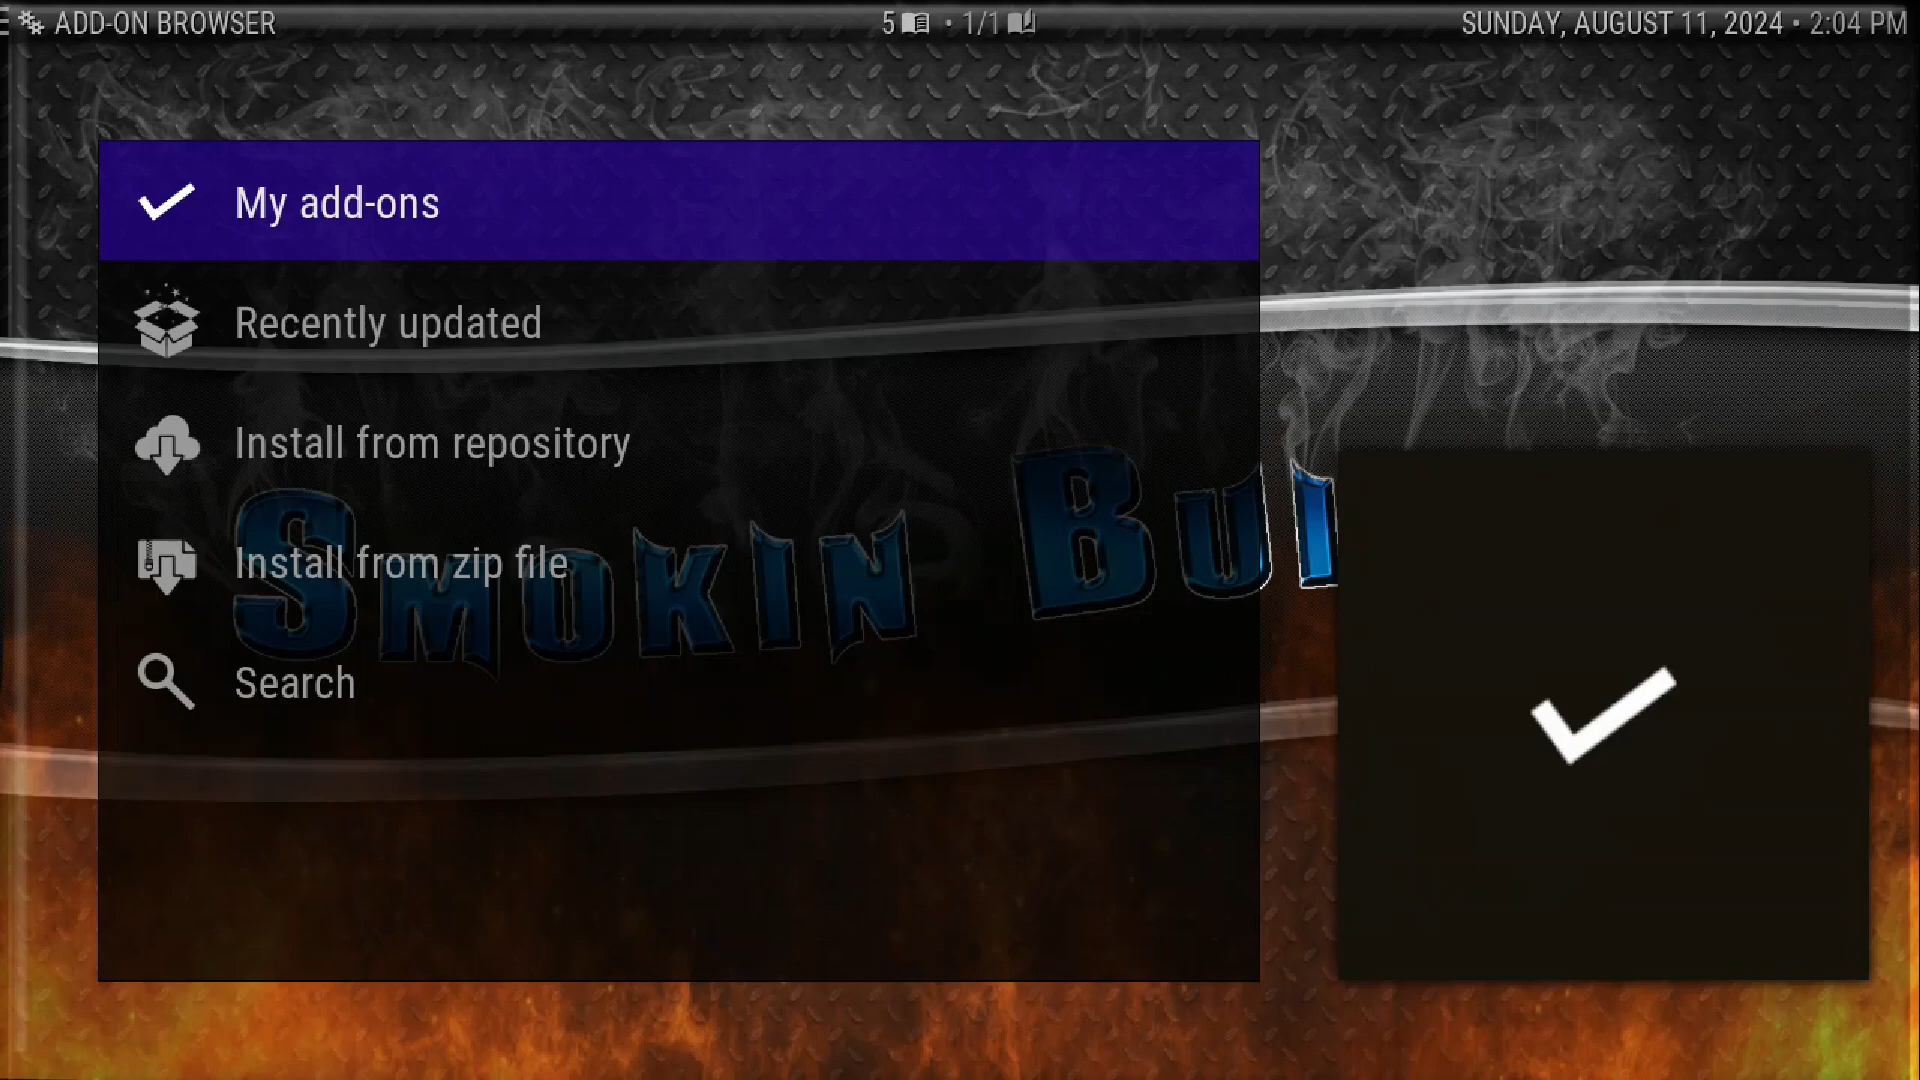 ADD-ON BROWSER
5 • 1/1
SUNDAY, AUGUST 11, 2024 • 2:04 PM
My add-ons
Recently updated
Install from repository
Install from zip file
Search
SMOKIN BUI